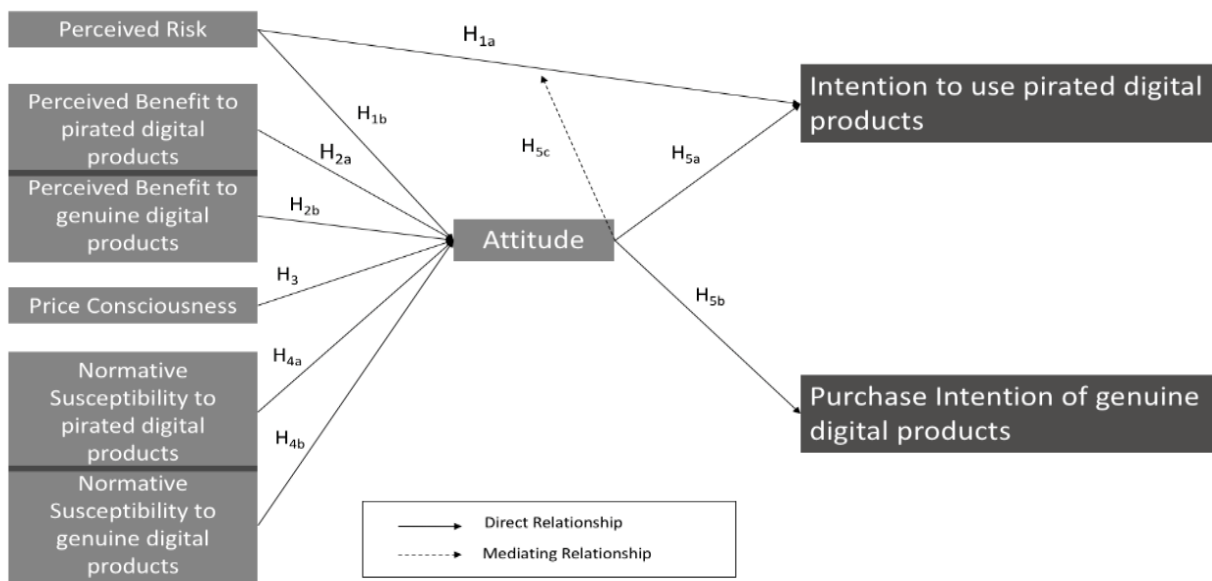 Perceived Risk
H1a
Perceived Benefit to
pirated digital
products
H1b
H2a
Intention to use pirated digital
products
H5c
H5a
Perceived Benefit to
genuine digital
products
H2b
Attitude
H3
Price Consciousness
H5b
H4a
Normative
Susceptibility to
pirated digital
products
H4b
Purchase Intention of genuine
digital products
Normative
Susceptibility to
genuine digital
products
Direct Relationship
Mediating Relationship